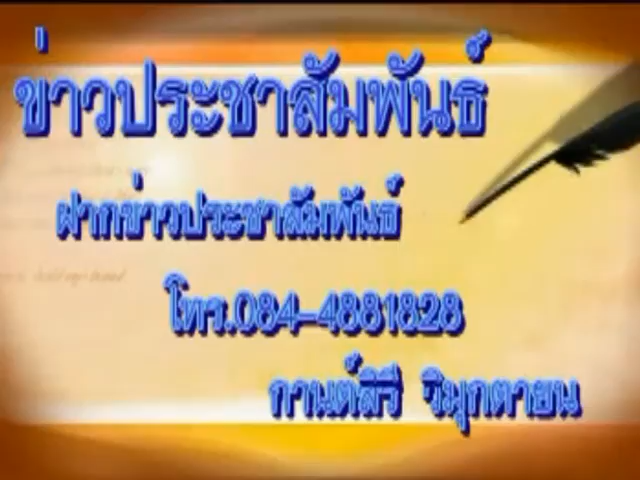 ข่าวประชาสัมพันธ์
ฝากข่าวประชาสัมพันธ์
โทร.084-4881828
กานต์สิรี วิมุกตายน